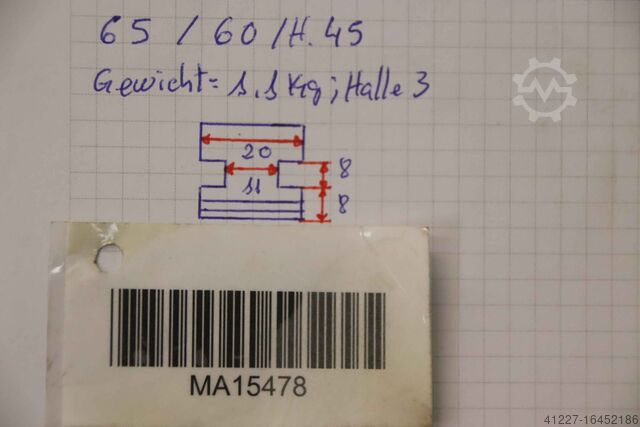 65 / 60 / H. 45
Gewicht = 1.1 Kg ; Halle 3
20
11
8
8
MA15478
41227-16452186